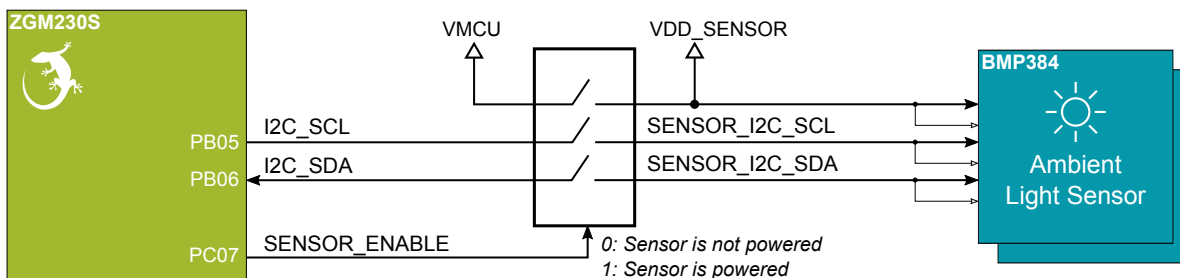 ZGM230S
VMCU
VDD_SENSOR
BMP384
PB05
I2C_SCL
SENSOR_I2C_SCL
PB06
I2C_SDA
SENSOR_I2C_SDA
Ambient
Light Sensor
PC07
SENSOR_ENABLE
0: Sensor is not powered
1: Sensor is powered